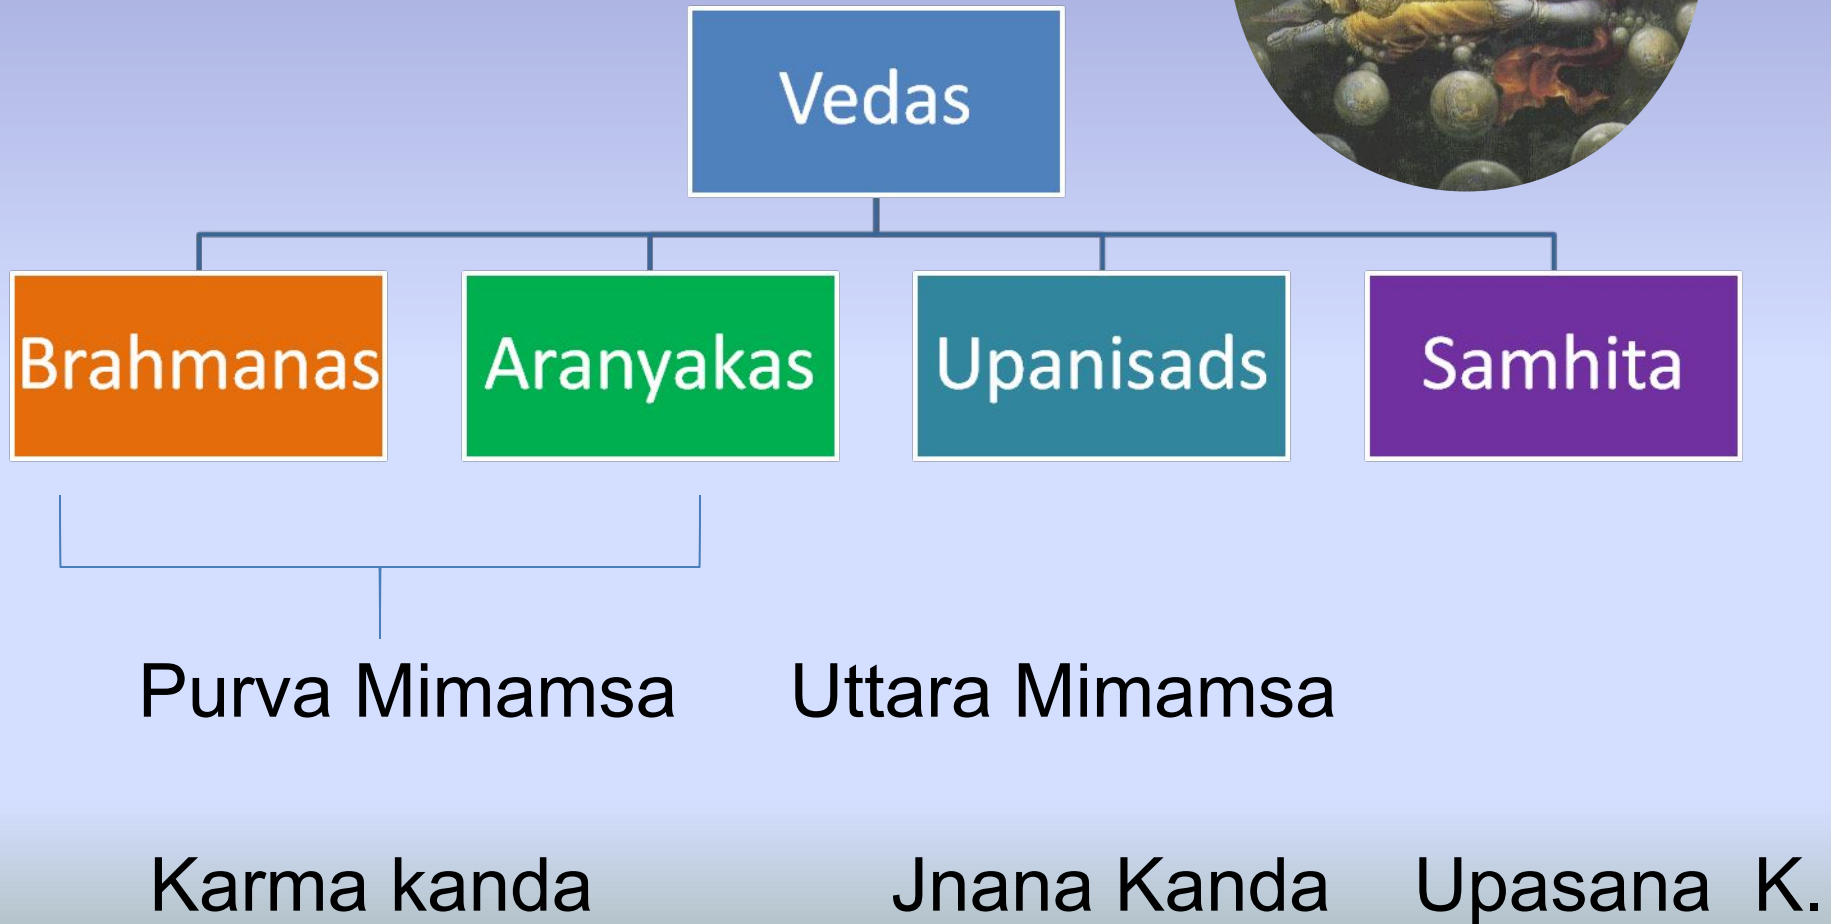 Vedas
Brahmanas Aranyakas Upanisads Samhita
Purva Mimamsa Uttara Mimamsa
Karma kanda Jnana Kanda Upasana K.